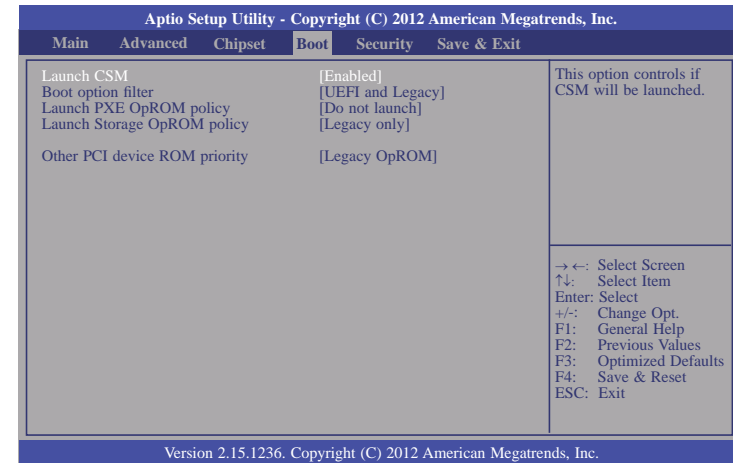 Aptio Setup Utility - Copyright (C) 2012 American Megatrends, Inc.
Main Advanced Chipset Boot Security Save & Exit
Launch CSM [Enabled]
Boot option filter [UEFI and Legacy]
Launch PXE OpROM policy [Do not launch]
Launch Storage OpROM policy [Legacy only]
Other PCI device ROM priority [Legacy OpROM]
This option controls if
CSM will be launched.
→ ←: Select Screen
↑↓: Select Item
Enter: Select
+/-: Change Opt.
F1: General Help
F2: Previous Values
F3: Optimized Defaults
F4: Save & Reset
ESC: Exit
Version 2.15.1236. Copyright (C) 2012 American Megatrends, Inc.